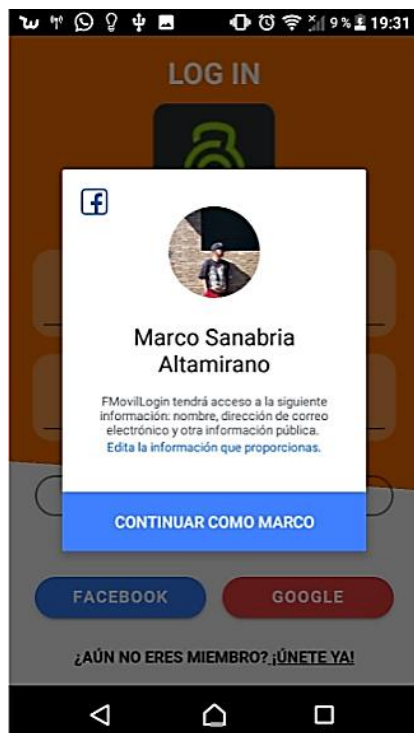 9% 19:31
LOG IN
Marco Sanabria
Altamirano
FMovilLogin tendrá acceso a la siguiente
información: nombre, dirección de correo
electrónico y otra información pública.
Edita la información que proporcionas.
CONTINUAR COMO MARCO
FACEBOOK GOOGLE
¿AÚN NO ERES MIEMBRO? ¡ÚNETE YA!